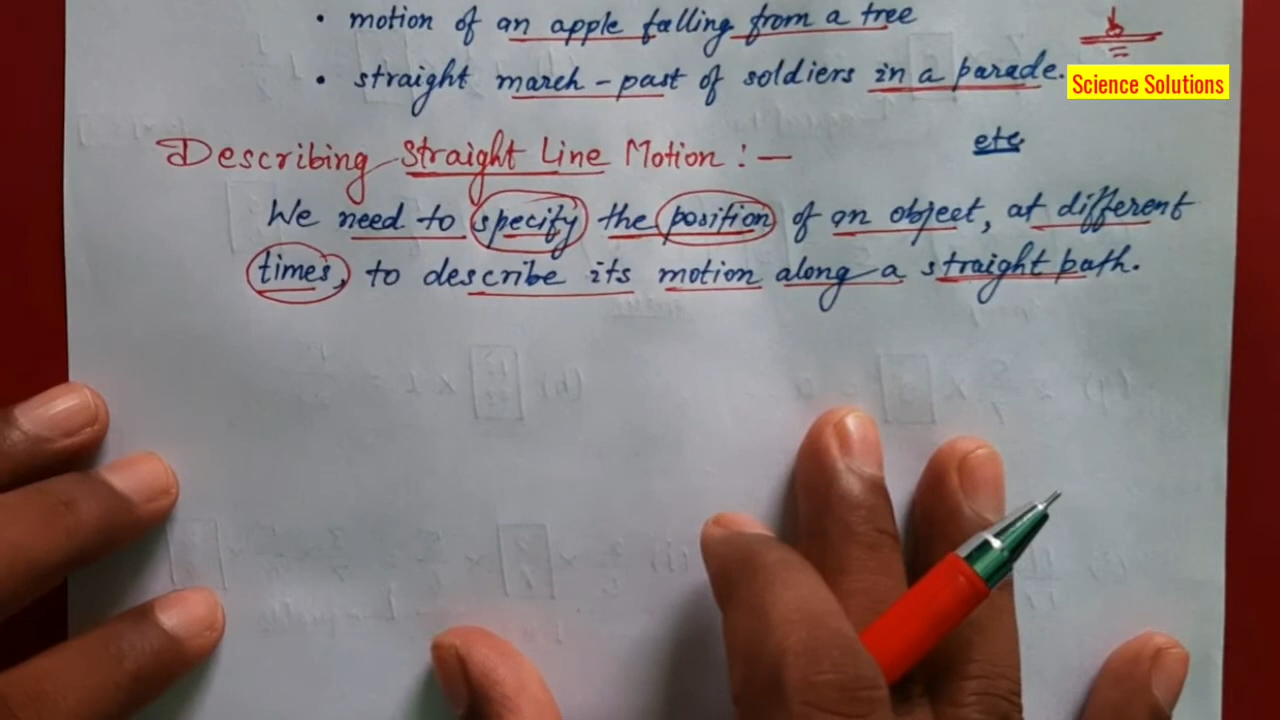 • motion of an apple falling from a tree
• straight march-past of soldiers in a parade.
Science Solutions
etc
Describing Straight Line Motion :—
We need to specify the position of an object, at different
times, to describe its motion along a straight path.